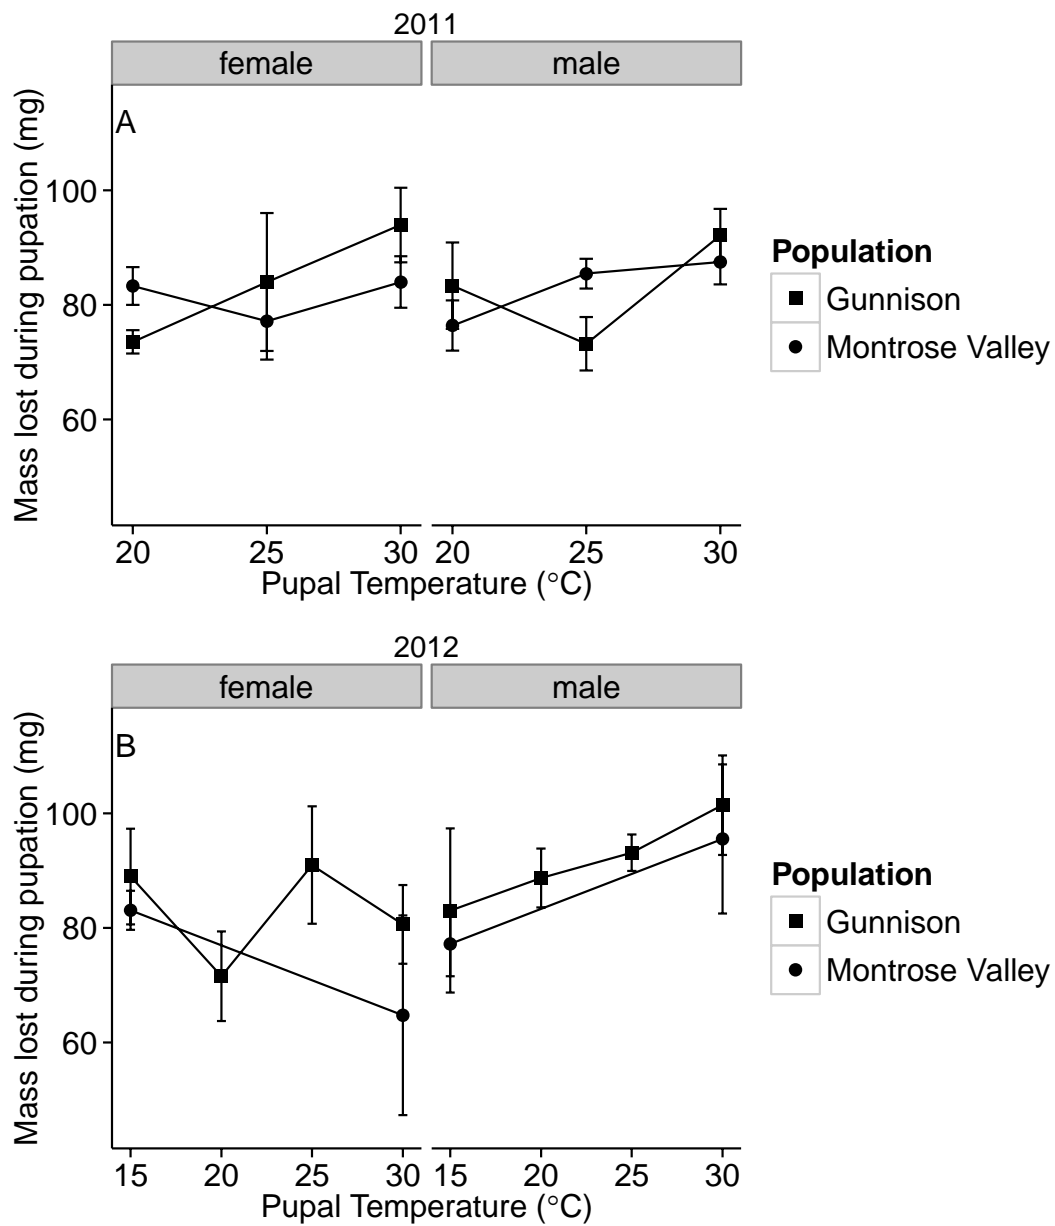 2011
female male
A
Mass lost during pupation (mg)
100
80
60
20 25 30 20 25 30
Pupal Temperature (°C)
Population
Gunnison
Montrose Valley
2012
female male
B
Mass lost during pupation (mg)
100
80
60
15 20 25 30 15 20 25 30
Pupal Temperature (°C)
Population
Gunnison
Montrose Valley